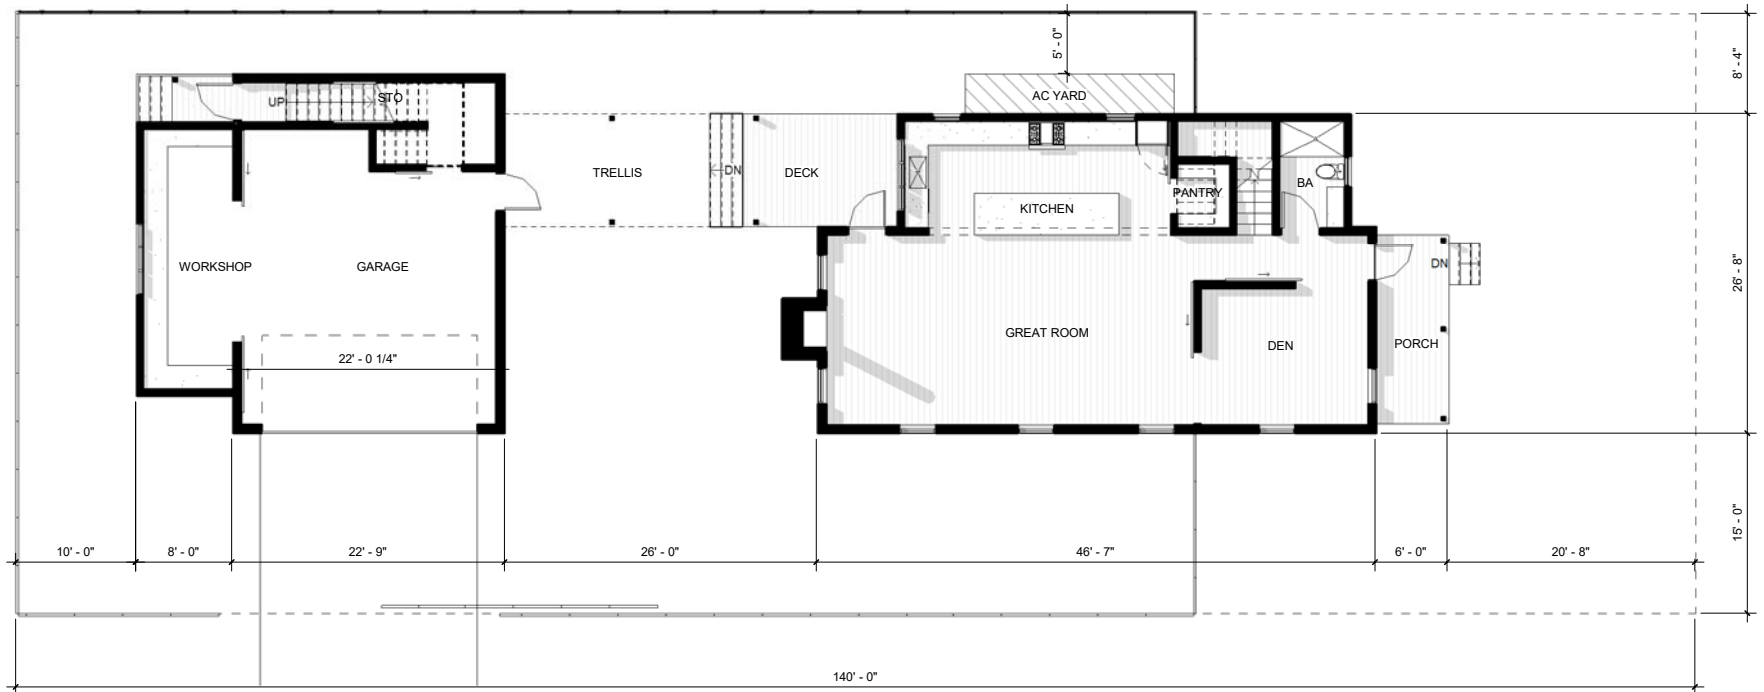 5' - 0"
8' - 4"
AC YARD
UP
STO
TRELLIS
DN
DECK
KITCHEN
PANTRY
BA
WORKSHOP
GARAGE
DN
26' - 8"
GREAT ROOM
DEN
PORCH
22' - 0 1/4"
15' - 0"
10' - 0"
8' - 0"
22' - 9"
26' - 0"
46' - 7"
6' - 0"
20' - 8"
140' - 0"